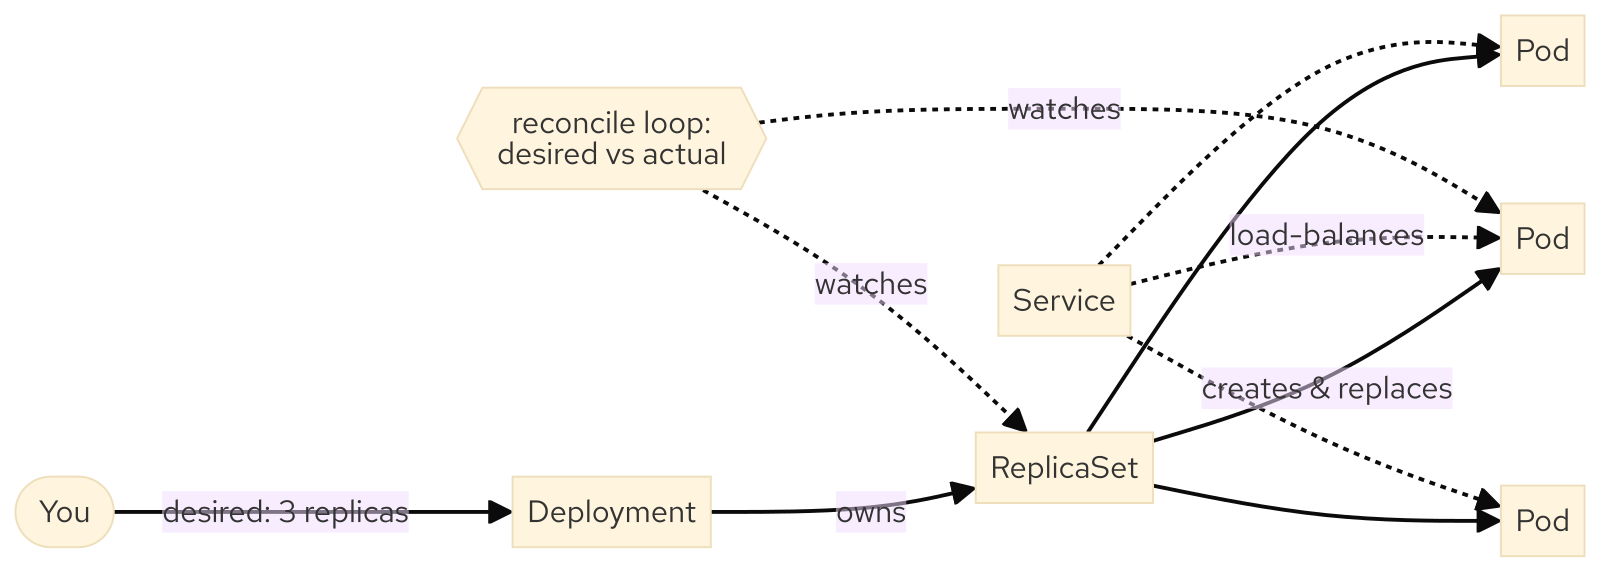 Pod
reconcile loop:
desired vs actual
watches
Pod
load-balances
watches
Service
creates & replaces
ReplicaSet
You
desired: 3 replicas
Deployment
owns
Pod